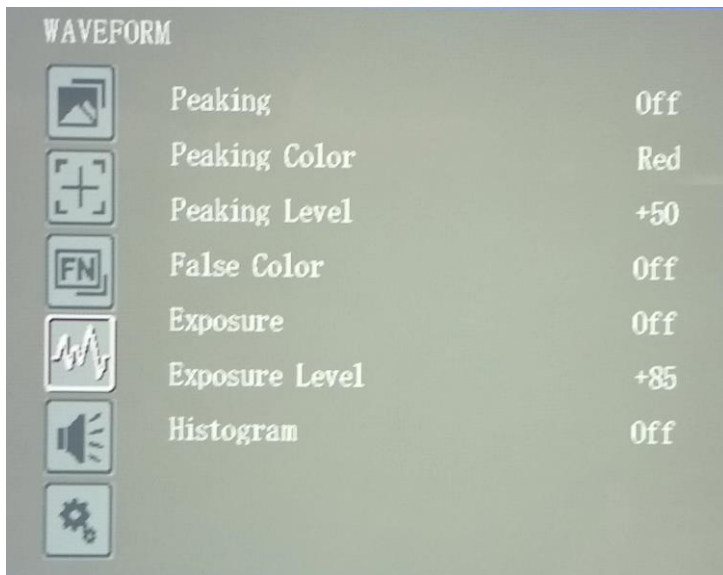 WAVEFORM
Peaking Off
Peaking Color Red
Peaking Level +50
False Color Off
FN
Exposure Off
Exposure Level +85
Histogram Off